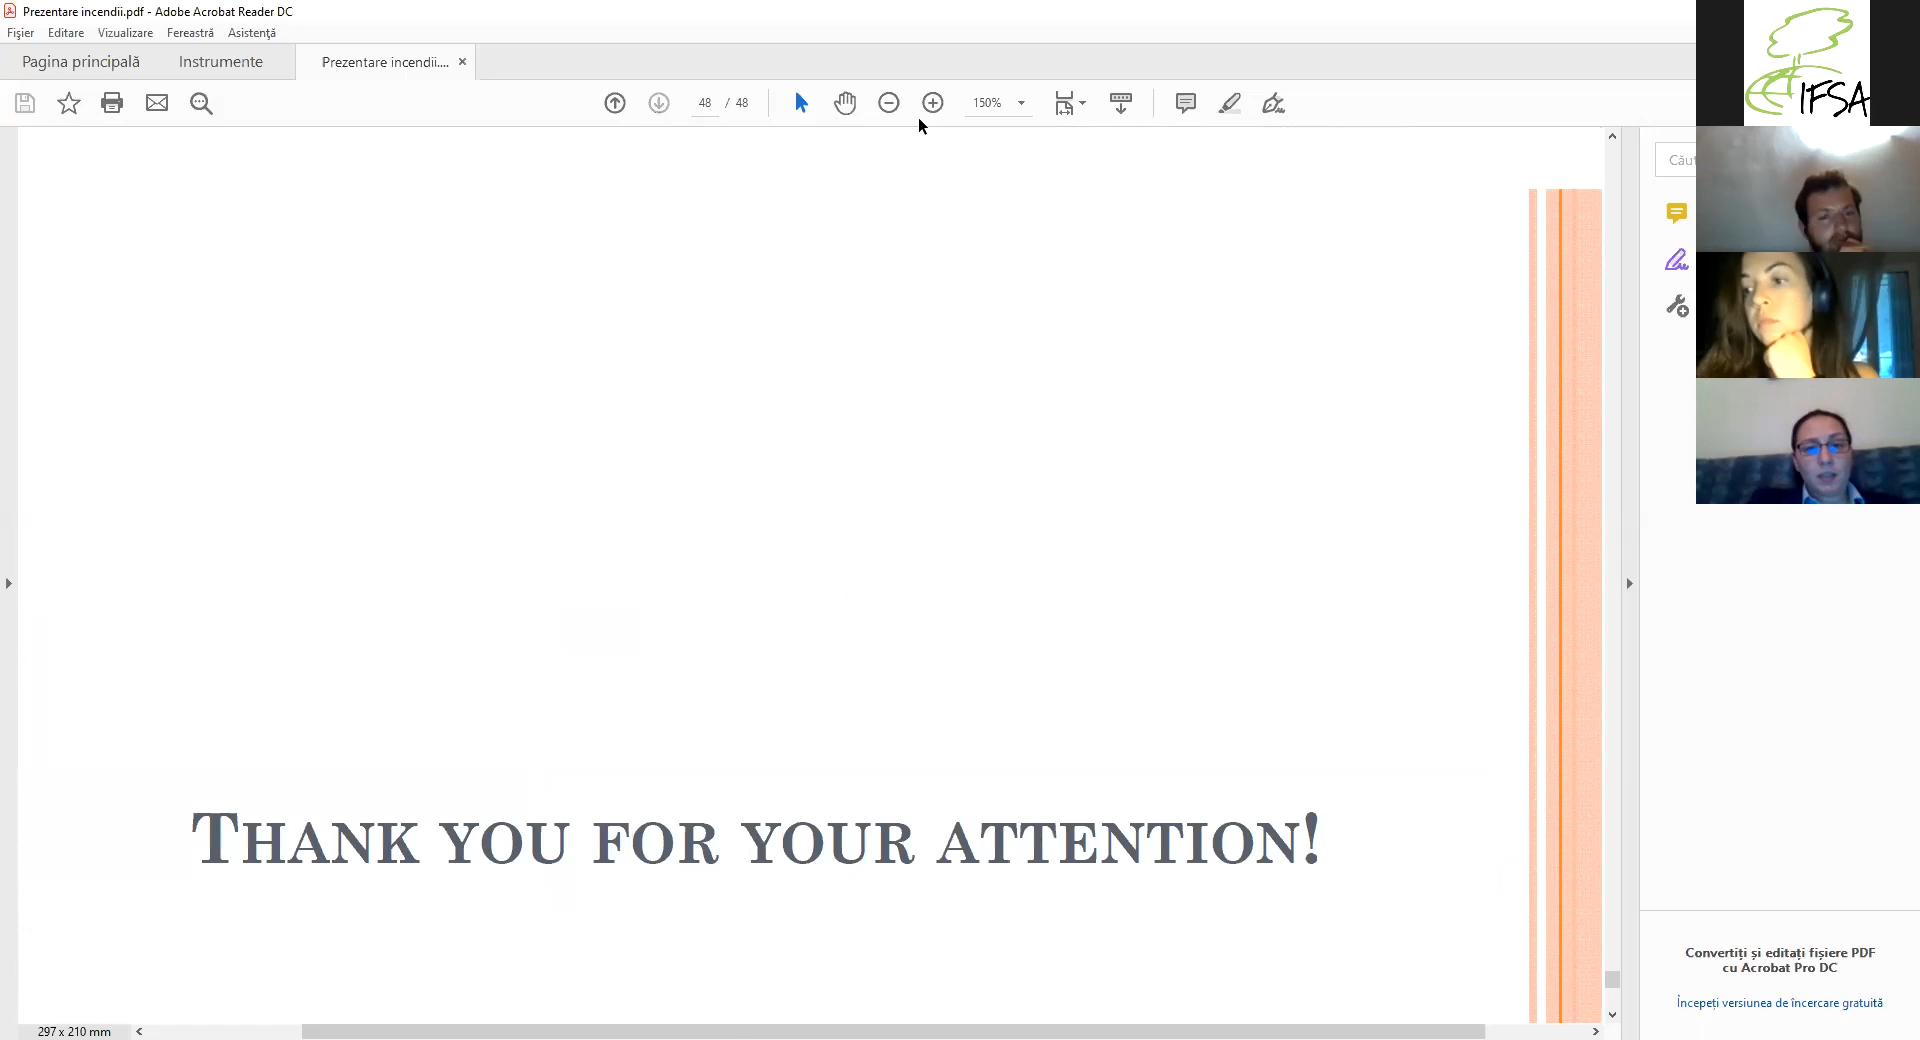 Prezentare incendii.pdf - Adobe Acrobat Reader DC
Fișier Editare Vizualizare Fereastră Asistență
Pagina principală Instrumente Prezentare incendii....
48 / 48 150%
IFSA
Cău
THANK YOU FOR YOUR ATTENTION!
Convertiți și editați fișiere PDF
cu Acrobat Pro DC
Începeți versiunea de încercare gratuită
297 x 210 mm